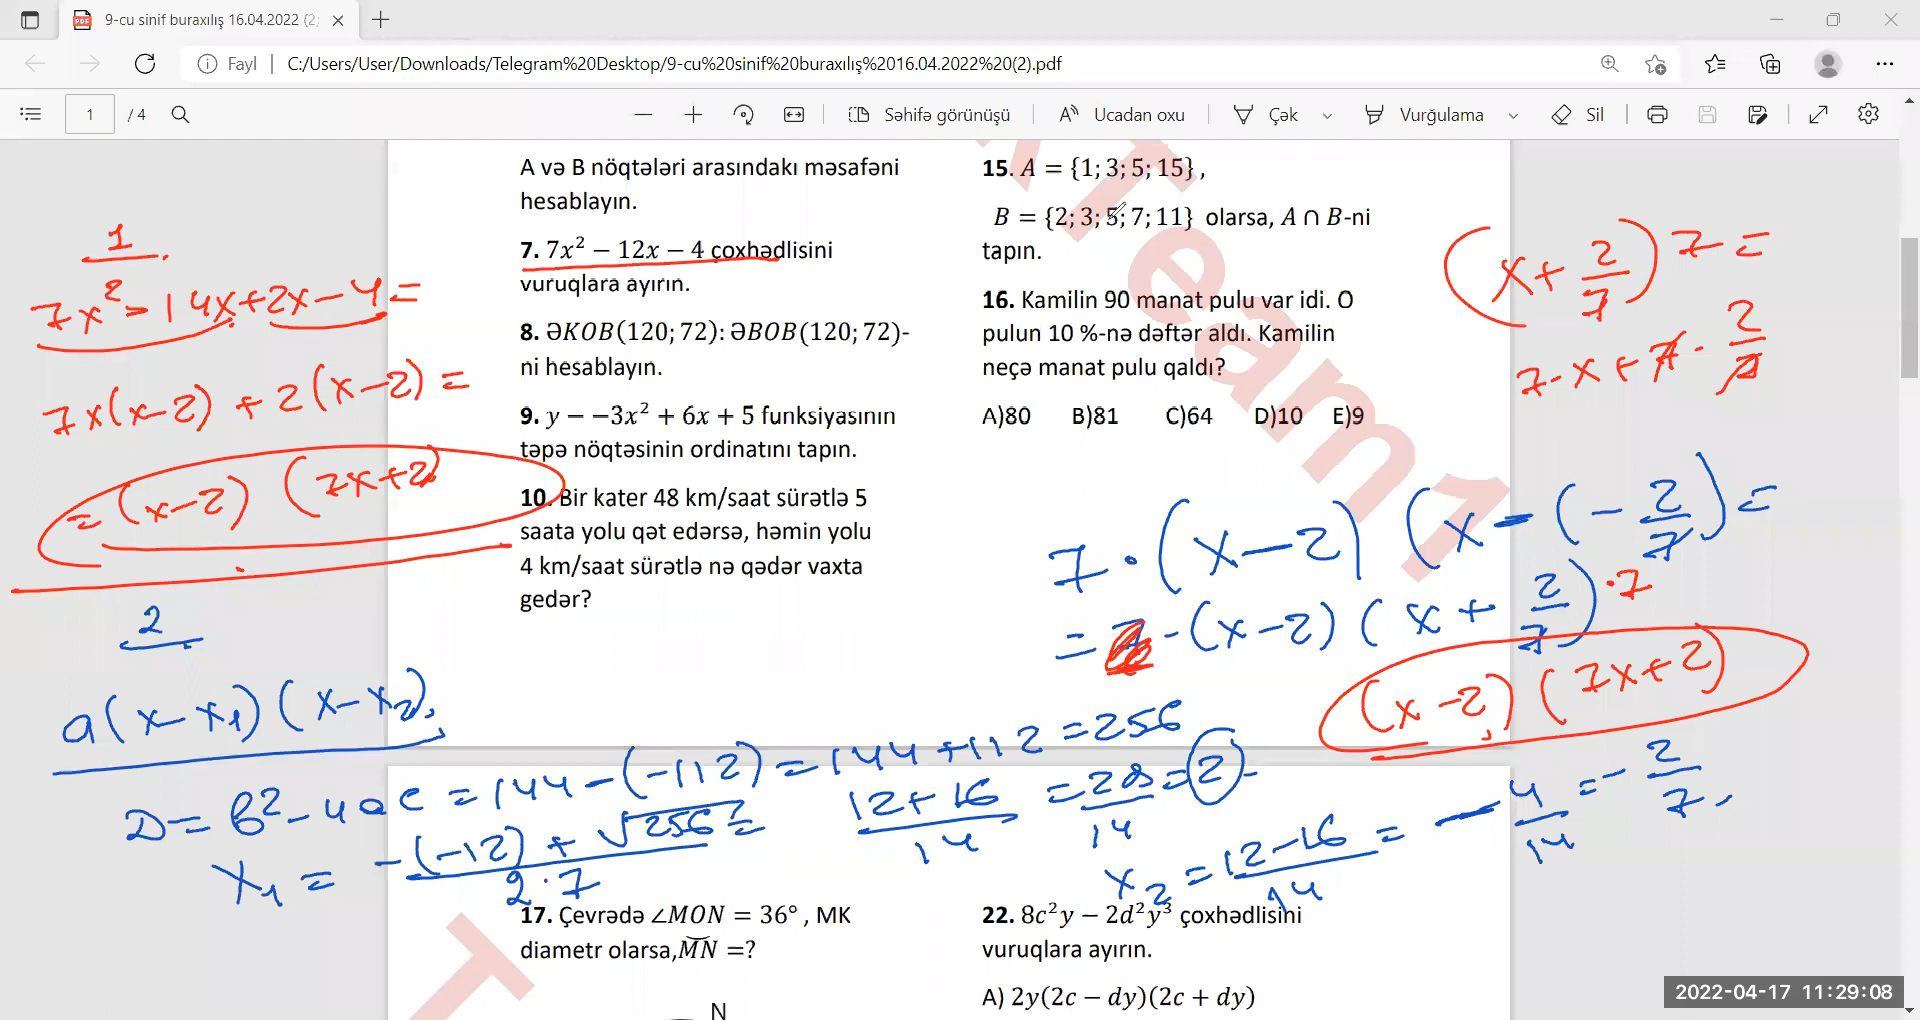 9-cu sinif buraxılış 16.04.2022 (2;
Fayl
C:/Users/User/Downloads/Telegram%20Desktop/9-cu%20sinif%20buraxılış%2016.04.2022%20(2).pdf
1 / 4
Səhifə görünüşü
Ucadan oxu
Çək
Vurğulama
Sil
A və B nöqtələri arasındakı məsafəni
hesablayın.
7. 7x² − 12x − 4 çoxhədlisini
vuruqlara ayırın.
8. ƏKOB(120; 72): ƏBOB(120; 72)-
ni hesablayın.
9. y − −3x² + 6x + 5 funksiyasının
təpə nöqtəsinin ordinatını tapın.
10. Bir kater 48 km/saat sürətlə 5
saata yolu qət edərsə, həmin yolu
4 km/saat sürətlə nə qədər vaxta
gedər?
15. A = {1; 3; 5; 15},
B = {2; 3; 5; 7; 11} olarsa, A ∩ B-ni
tapın.
16. Kamilin 90 manat pulu var idi. O
pulun 10 %-nə dəftər aldı. Kamilin
neçə manat pulu qaldı?
A)80 B)81 C)64 D)10 E)9
1
7x² − 14x + 2x − 4 =
7x(x−2) + 2(x−2) =
= (x−2) (7x+2)
2
a(x−x₁)(x−x₂)
D = b² − 4ac = 144 − (−112) = 144 + 112 = 256
x₁ = −(−12) + √256 / 2·7 = 12+16 / 14 = 28/14 = 2
x₂ = 12−16 / 14 = − 4/14 = − 2/7
(x + 2/7) 7 =
7·x + 7 · 2/7
7 · (x−2) (x − (− 2/7) =
= 7 · (x−2) (x + 2/7) · 7
(x−2) (7x+2)
17. Çevrədə ∠MON = 36° , MK
diametr olarsa,MN =?
N
22. 8c²y − 2d²y³ çoxhədlisini
vuruqlara ayırın.
A) 2y(2c − dy)(2c + dy)
Team1
T
2022-04-17 11:29:08